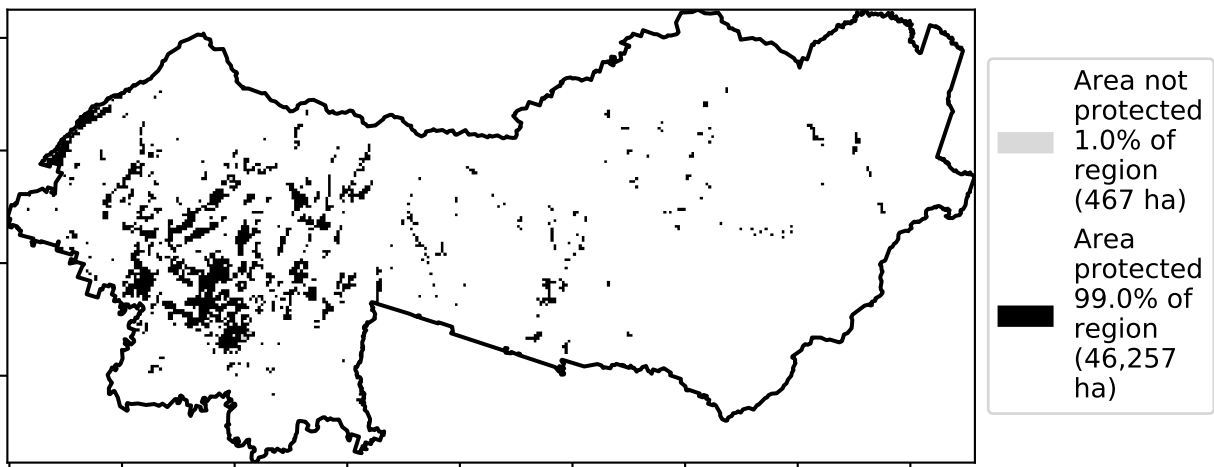 Area not
protected
1.0% of
region
(467 ha)
Area
protected
99.0% of
region
(46,257
ha)